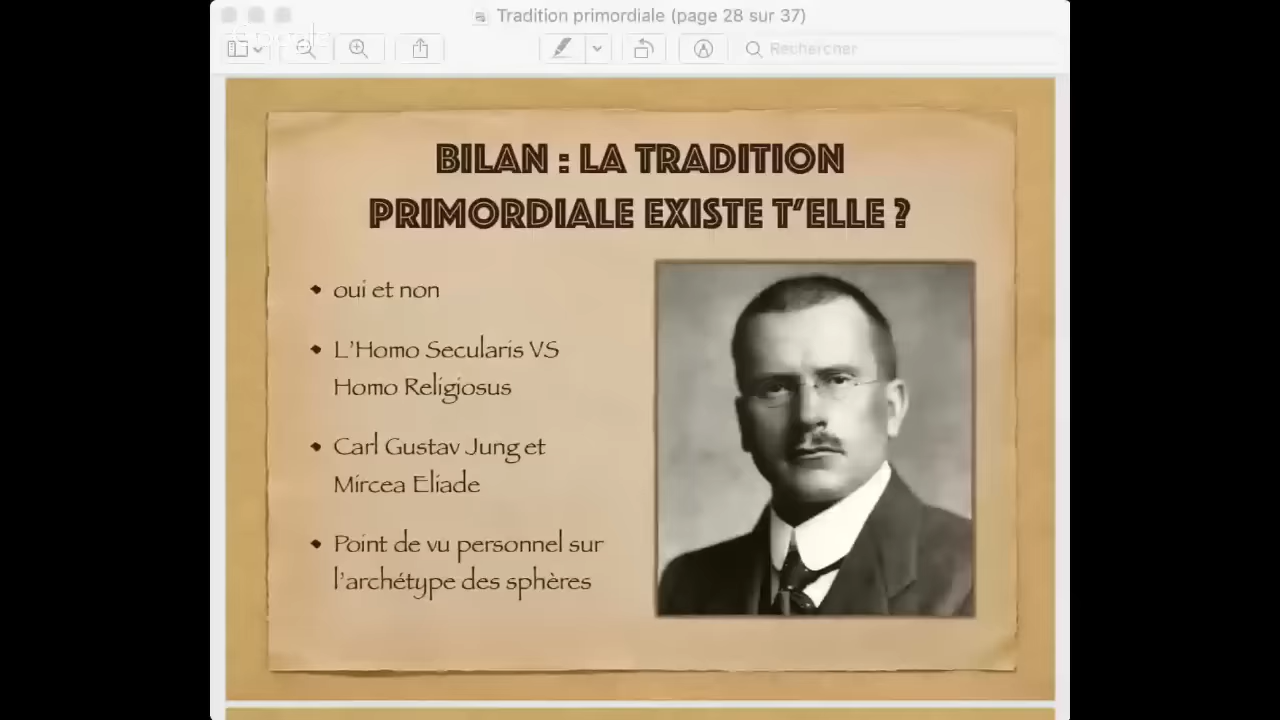 Tradition primordiale (page 28 sur 37)
Google
Rechercher
BILAN : LA TRADITION
PRIMORDIALE EXISTE T'ELLE ?
• oui et non
• L'Homo Secularis VS
Homo Religiosus
• Carl Gustav Jung et
Mircea Eliade
• Point de vu personnel sur
l'archétype des sphères